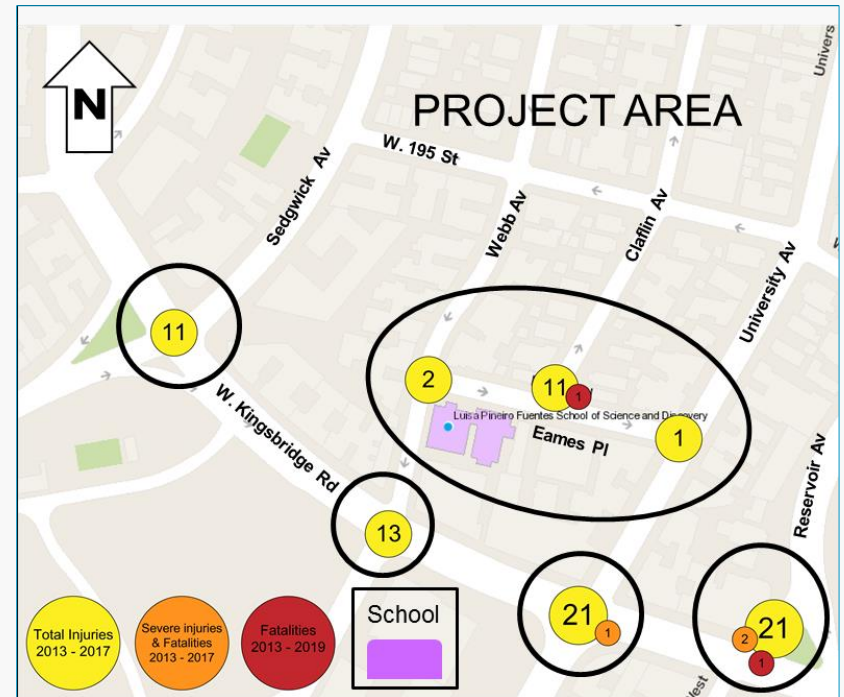 N
PROJECT AREA
Univers
W. 195 St
Sedgwick Av
Webb Av
Claflin Av
University Av
11
2
11
1
Luisa Pineiro Fuentes School of Science and Discovery
1
Eames Pl
W. Kingsbridge Rd
Reservoir Av
13
21
1
21
2
1
Total Injuries
2013 - 2017
Severe injuries
& Fatalities
2013 - 2017
Fatalities
2013 - 2019
School